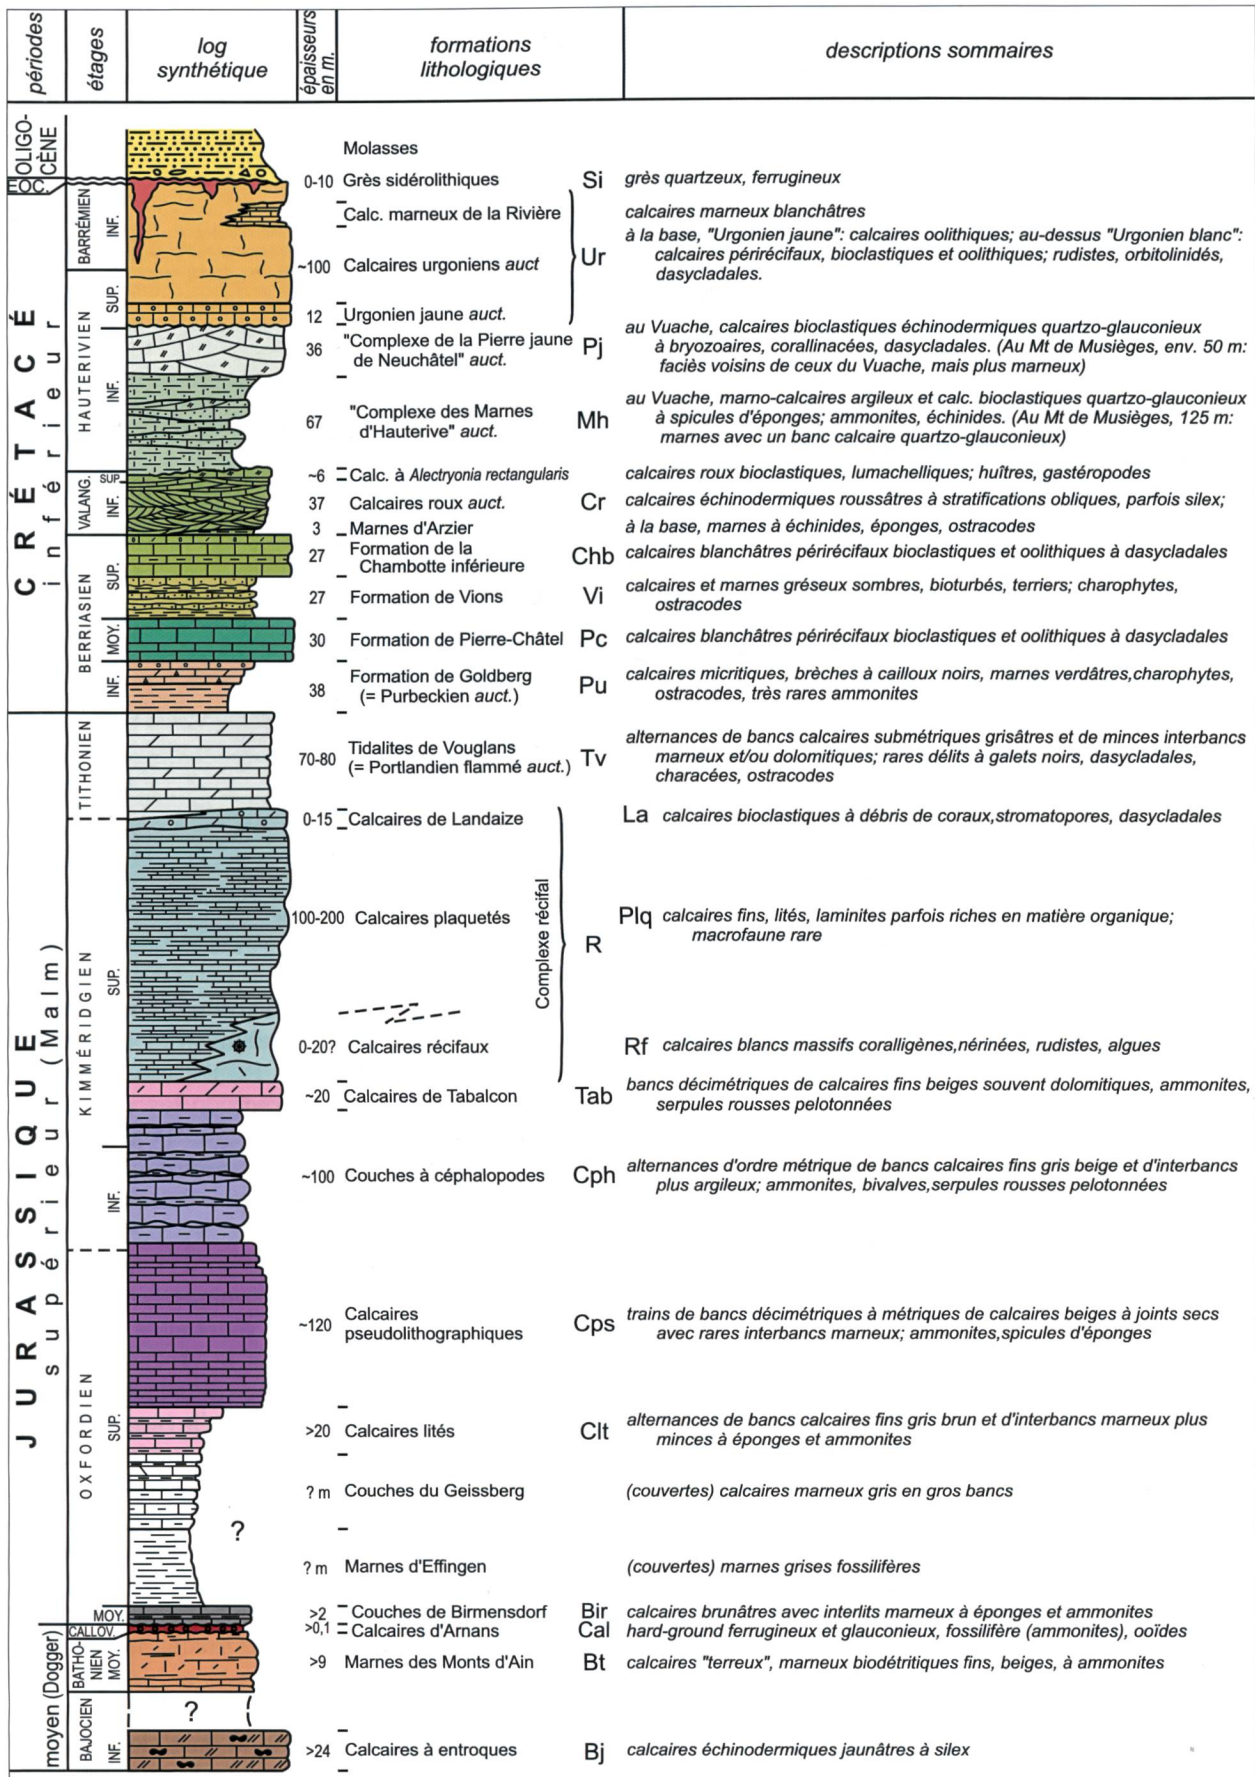 périodes
étages
log
synthétique
épaisseurs
en m.
formations
lithologiques
descriptions sommaires
OLIGO-
CÈNE
EOC.
CRÉTACÉ
inférieur
BARRÉMIEN
INF.
HAUTERIVIEN
SUP.
INF.
VALANG.
SUP
INF.
BERRIASIEN
SUP.
MOY.
INF.
JURASSIQUE
supérieur (Malm)
TITHONIEN
KIMMÉRIDGIEN
SUP.
INF.
OXFORDIEN
SUP.
MOY.
moyen (Dogger)
CALLOV.
BATHO-
NIEN
MOY.
BAJOCIEN
INF.
Molasses
0-10 Grès sidérolithiques Si grès quartzeux, ferrugineux
Calc. marneux de la Rivière calcaires marneux blanchâtres
~100 Calcaires urgoniens auct Ur à la base, "Urgonien jaune": calcaires oolithiques; au-dessus "Urgonien blanc":
calcaires périrécifaux, bioclastiques et oolithiques; rudistes, orbitolinidés,
dasycladales.
12 Urgonien jaune auct.
36 "Complexe de la Pierre jaune
de Neuchâtel" auct.
Pj au Vuache, calcaires bioclastiques échinodermiques quartzo-glauconieux
à bryozoaires, corallinacées, dasycladales. (Au Mt de Musièges, env. 50 m:
faciès voisins de ceux du Vuache, mais plus marneux)
67 "Complexe des Marnes
d'Hauterive" auct.
Mh au Vuache, marno-calcaires argileux et calc. bioclastiques quartzo-glauconieux
à spicules d'éponges; ammonites, échinides. (Au Mt de Musièges, 125 m:
marnes avec un banc calcaire quartzo-glauconieux)
~6 Calc. à Alectryonia rectangularis calcaires roux bioclastiques, lumachelliques; huîtres, gastéropodes
37 Calcaires roux auct. Cr calcaires échinodermiques roussâtres à stratifications obliques, parfois silex;
3 Marnes d'Arzier à la base, marnes à échinides, éponges, ostracodes
27 Formation de la
Chambotte inférieure
Chb calcaires blanchâtres périrécifaux bioclastiques et oolithiques à dasycladales
27 Formation de Vions Vi calcaires et marnes gréseux sombres, bioturbés, terriers; charophytes,
ostracodes
30 Formation de Pierre-Châtel Pc calcaires blanchâtres périrécifaux bioclastiques et oolithiques à dasycladales
38 Formation de Goldberg
(= Purbeckien auct.)
Pu calcaires micritiques, brèches à cailloux noirs, marnes verdâtres,charophytes,
ostracodes, très rares ammonites
70-80 Tidalites de Vouglans
(= Portlandien flammé auct.)
Tv alternances de bancs calcaires submétriques grisâtres et de minces interbancs
marneux et/ou dolomitiques; rares délits à galets noirs, dasycladales,
characées, ostracodes
0-15 Calcaires de Landaize La calcaires bioclastiques à débris de coraux,stromatopores, dasycladales
Complexe récifal
R
100-200 Calcaires plaquetés Plq calcaires fins, lités, laminites parfois riches en matière organique;
macrofaune rare
0-20? Calcaires récifaux Rf calcaires blancs massifs coralligènes,nérinées, rudistes, algues
~20 Calcaires de Tabalcon Tab bancs décimétriques de calcaires fins beiges souvent dolomitiques, ammonites,
serpules rousses pelotonnées
~100 Couches à céphalopodes Cph alternances d'ordre métrique de bancs calcaires fins gris beige et d'interbancs
plus argileux; ammonites, bivalves,serpules rousses pelotonnées
~120 Calcaires
pseudolithographiques
Cps trains de bancs décimétriques à métriques de calcaires beiges à joints secs
avec rares interbancs marneux; ammonites,spicules d'éponges
>20 Calcaires lités Clt alternances de bancs calcaires fins gris brun et d'interbancs marneux plus
minces à éponges et ammonites
? m Couches du Geissberg (couvertes) calcaires marneux gris en gros bancs
?
? m Marnes d'Effingen (couvertes) marnes grises fossilifères
>2 Couches de Birmensdorf Bir calcaires brunâtres avec interlits marneux à éponges et ammonites
>0,1 Calcaires d'Arnans Cal hard-ground ferrugineux et glauconieux, fossilifère (ammonites), ooïdes
>9 Marnes des Monts d'Ain Bt calcaires "terreux", marneux biodétritiques fins, beiges, à ammonites
?
>24 Calcaires à entroques Bj calcaires échinodermiques jaunâtres à silex